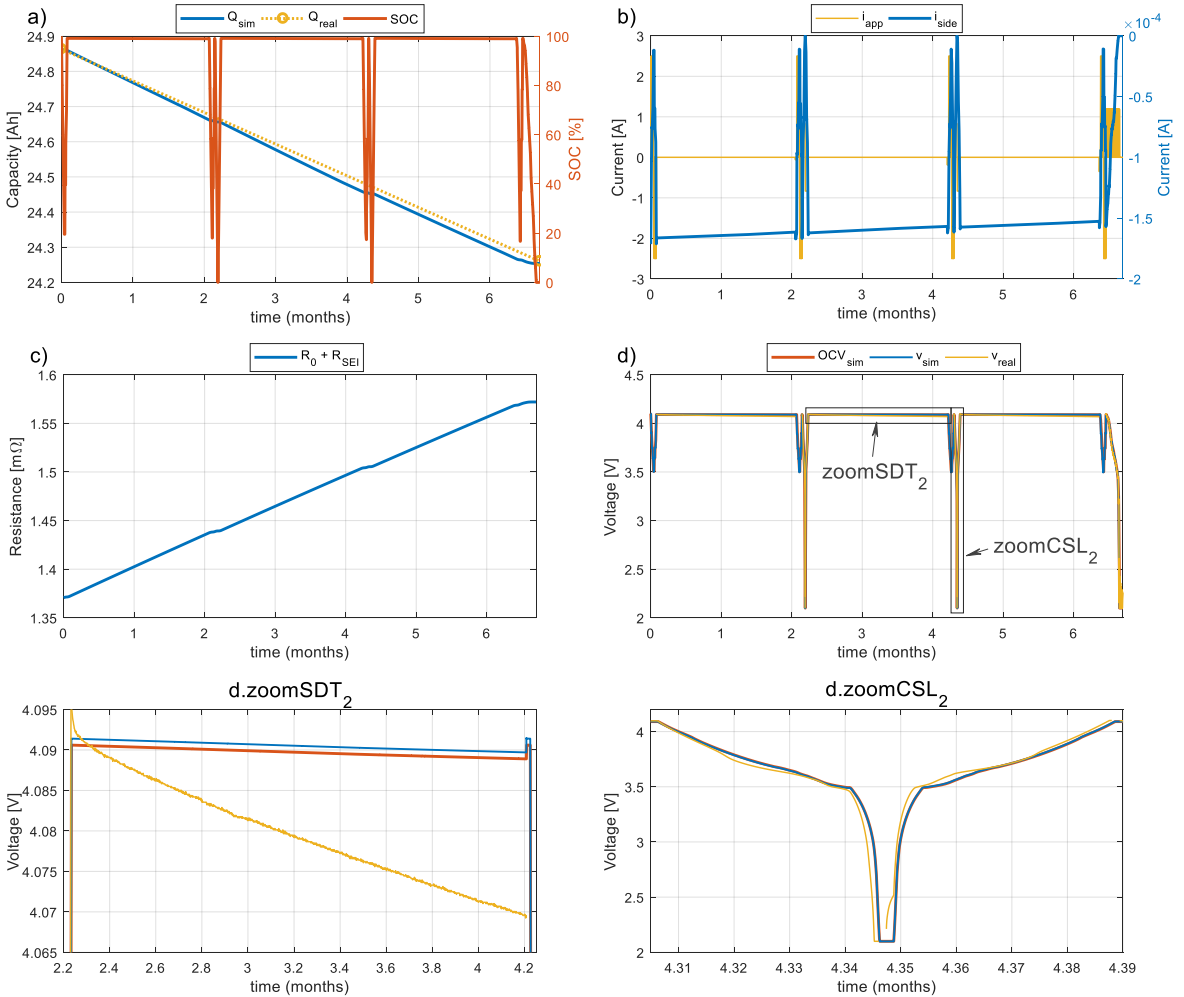 a)
Q_sim Q_real SOC
24.9
24.8
24.7
24.6
24.5
24.4
24.3
24.2
Capacity [Ah]
100
80
60
40
20
0
SOC [%]
0 1 2 3 4 5 6
time (months)
b)
i_app i_side
×10^-4
3
2
1
0
-1
-2
-3
Current [A]
0
-0.5
-1
-1.5
-2
Current [A]
0 1 2 3 4 5 6
time (months)
c)
R_0 + R_SEI
1.6
1.55
1.5
1.45
1.4
1.35
Resistance [mΩ]
0 1 2 3 4 5 6
time (months)
d)
OCV_sim v_sim v_real
4.5
4
3.5
3
2.5
2
Voltage [V]
zoomSDT_2
zoomCSL_2
0 1 2 3 4 5 6
time (months)
d.zoomSDT_2
4.095
4.09
4.085
4.08
4.075
4.07
4.065
Voltage [V]
2.2 2.4 2.6 2.8 3 3.2 3.4 3.6 3.8 4 4.2
time (months)
d.zoomCSL_2
4
3.5
3
2.5
2
Voltage [V]
4.31 4.32 4.33 4.34 4.35 4.36 4.37 4.38 4.39
time (months)